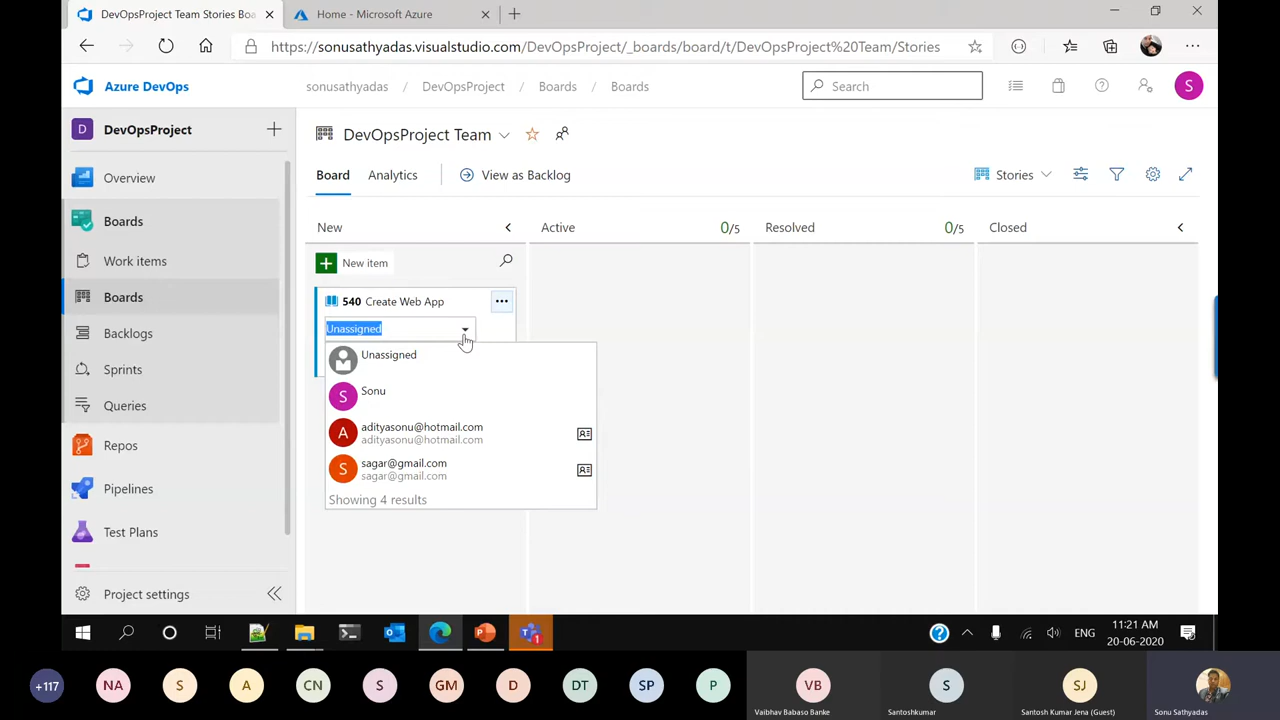 DevOpsProject Team Stories Boa
Home - Microsoft Azure
https://sonusathyadas.visualstudio.com/DevOpsProject/_boards/board/t/DevOpsProject%20Team/Stories
Azure DevOps
sonusathyadas / DevOpsProject / Boards / Boards
Search
S
D DevOpsProject
DevOpsProject Team
Overview
Board
Analytics
View as Backlog
Stories
Boards
New
Active
0/5
Resolved
0/5
Closed
Work items
New item
Boards
540 Create Web App
Unassigned
Backlogs
Unassigned
Sprints
S Sonu
Queries
A adityasonu@hotmail.com
adityasonu@hotmail.com
Repos
S sagar@gmail.com
sagar@gmail.com
Pipelines
Showing 4 results
Test Plans
Project settings
ENG
11:21 AM
20-06-2020
1
+117
NA
S
A
CN
S
GM
D
DT
SP
P
VB
S
SJ
Vaibhav Babaso Banke
Santoshkumar
Santosh Kumar Jena (Guest)
Sonu Sathyadas